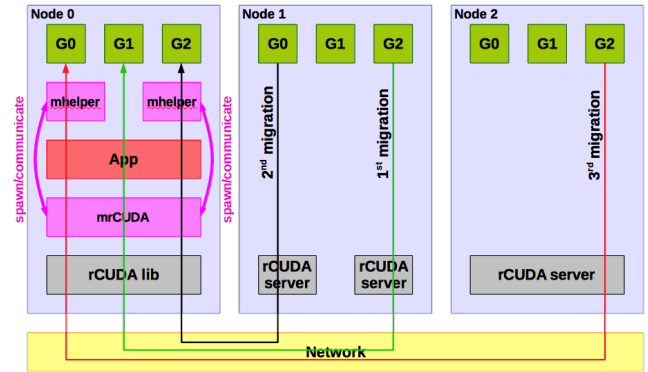 Node 0
Node 1
Node 2
G0
G1
G2
G0
G1
G2
G0
G1
G2
mhelper
mhelper
spawn/communicate
spawn/communicate
App
mrCUDA
rCUDA lib
2nd migration
1st migration
3rd migration
rCUDA
server
rCUDA
server
rCUDA server
Network